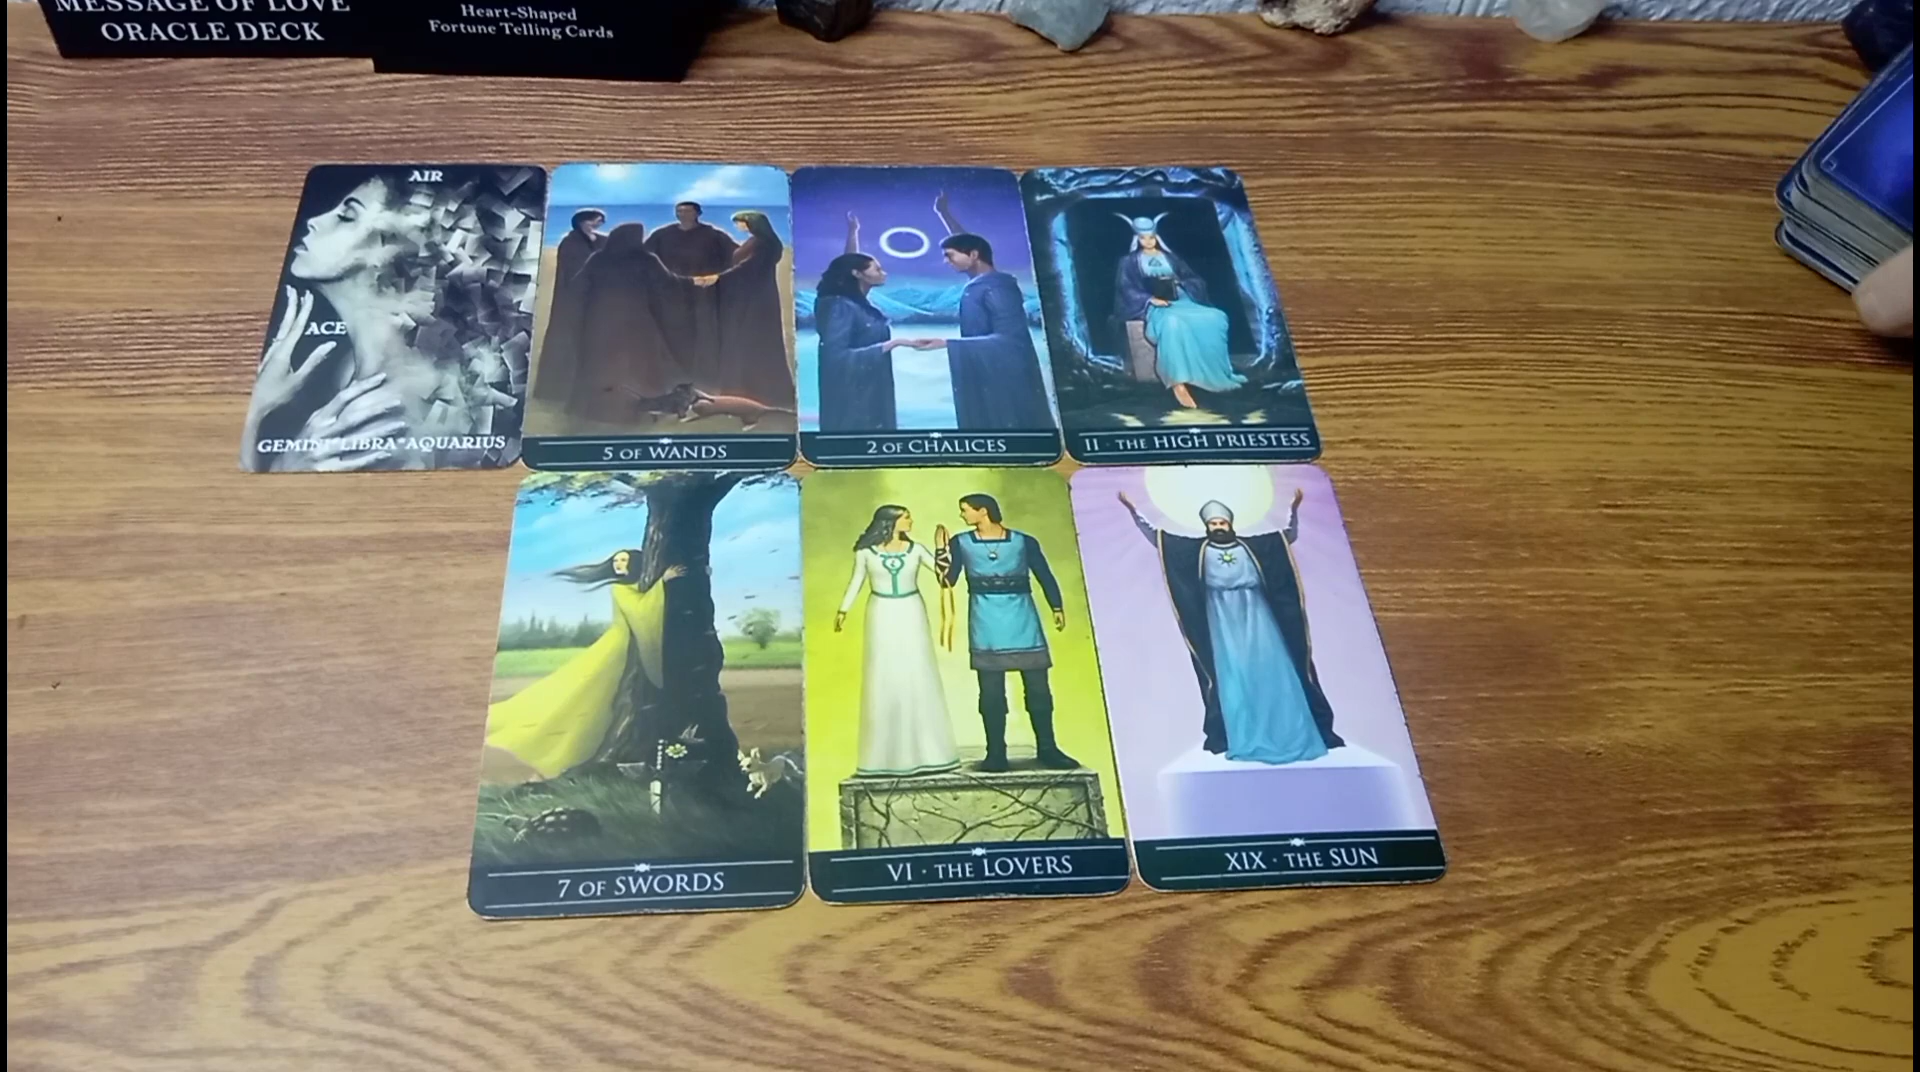 MESSAGE OF LOVE
ORACLE DECK
Heart-Shaped
Fortune Telling Cards
AIR
ACE
GEMINI*LIBRA*AQUARIUS
5 OF WANDS
2 OF CHALICES
II · THE HIGH PRIESTESS
7 OF SWORDS
VI · THE LOVERS
XIX · THE SUN